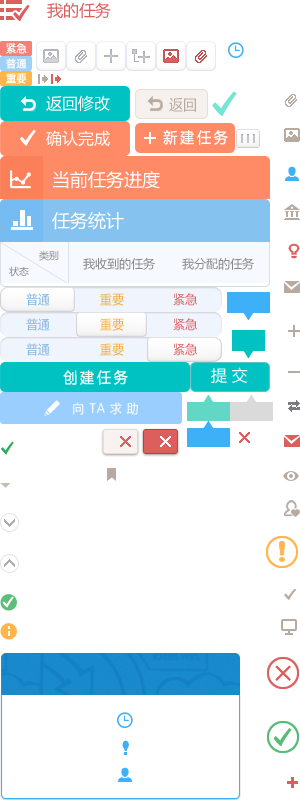 我的任务
紧急
普通
重要
返回修改
返回
确认完成
新建任务
当前任务进度
任务统计
类别
状态
我收到的任务
我分配的任务
普通 重要 紧急
普通 重要 紧急
普通 重要 紧急
创建任务
提交
向TA求助